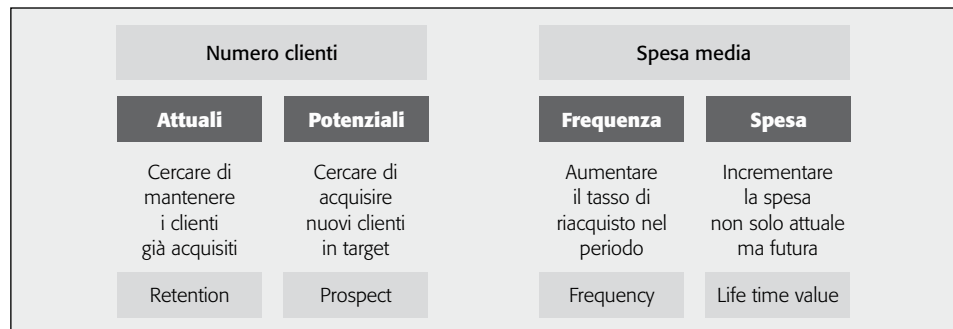 Numero clienti
Spesa media
Attuali
Potenziali
Frequenza
Spesa
Cercare di
mantenere
i clienti
già acquisiti
Cercare di
acquisire
nuovi clienti
in target
Aumentare
il tasso di
riacquisto nel
periodo
Incrementare
la spesa
non solo attuale
ma futura
Retention
Prospect
Frequency
Life time value